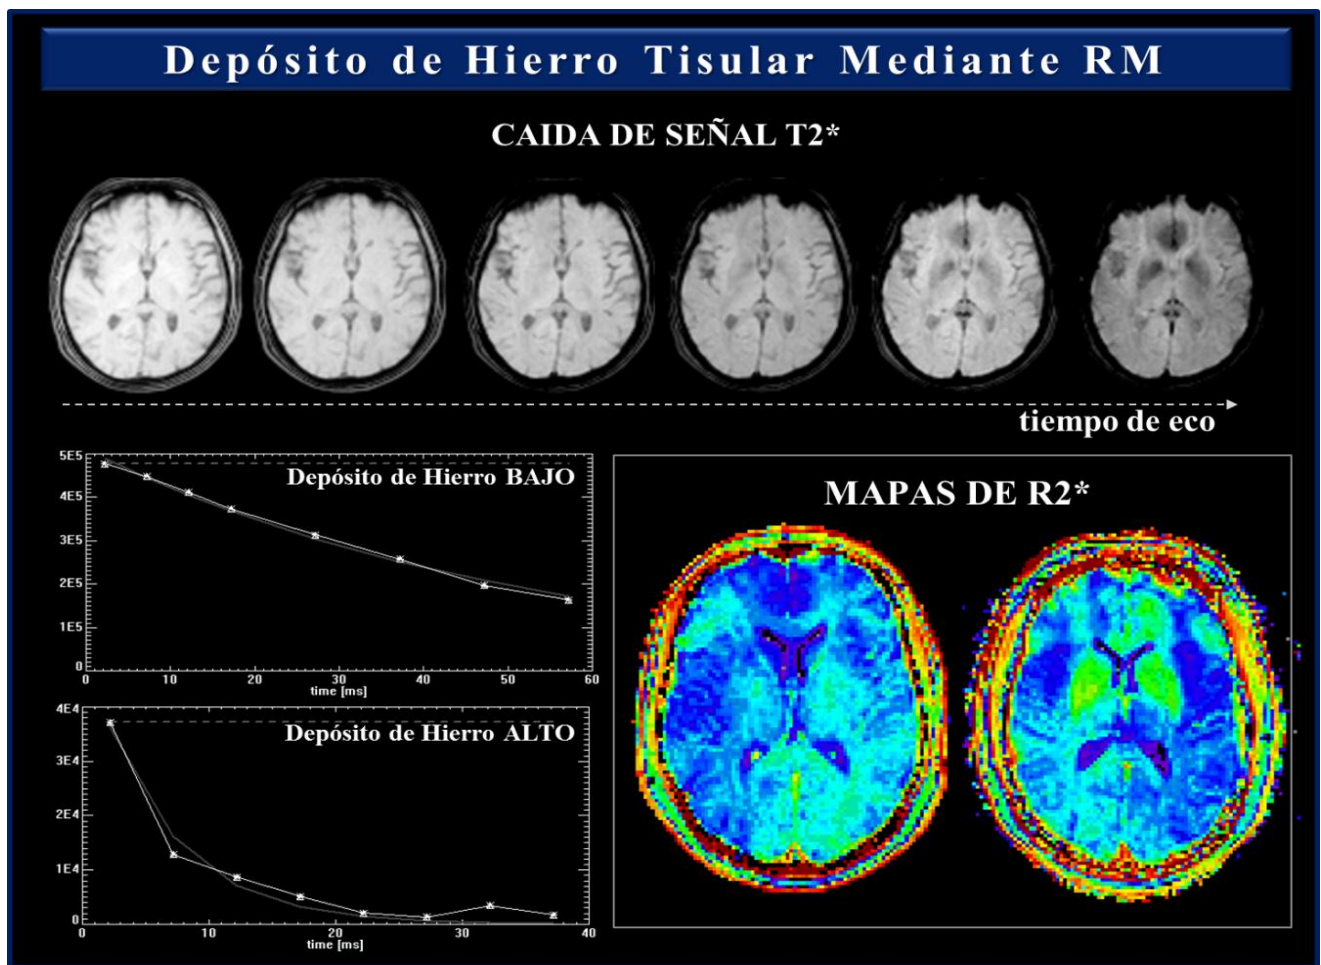 Depósito de Hierro Tisular Mediante RM
CAIDA DE SEÑAL T2*
tiempo de eco
5E5
4E5
3E5
2E5
1E5
0
Depósito de Hierro BAJO
0 10 20 30 40 50 60
time [ms]
4E4
3E4
2E4
1E4
0
Depósito de Hierro ALTO
0 10 20 30 40
time [ms]
MAPAS DE R2*